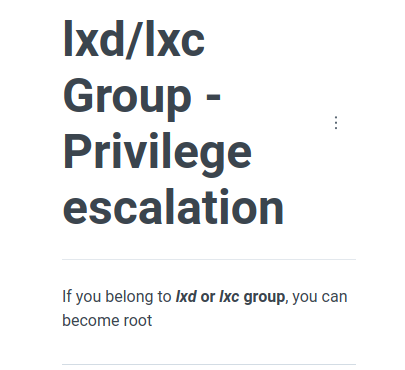 lxd/lxc
Group -
Privilege
escalation
If you belong to lxd or lxc group, you can
become root